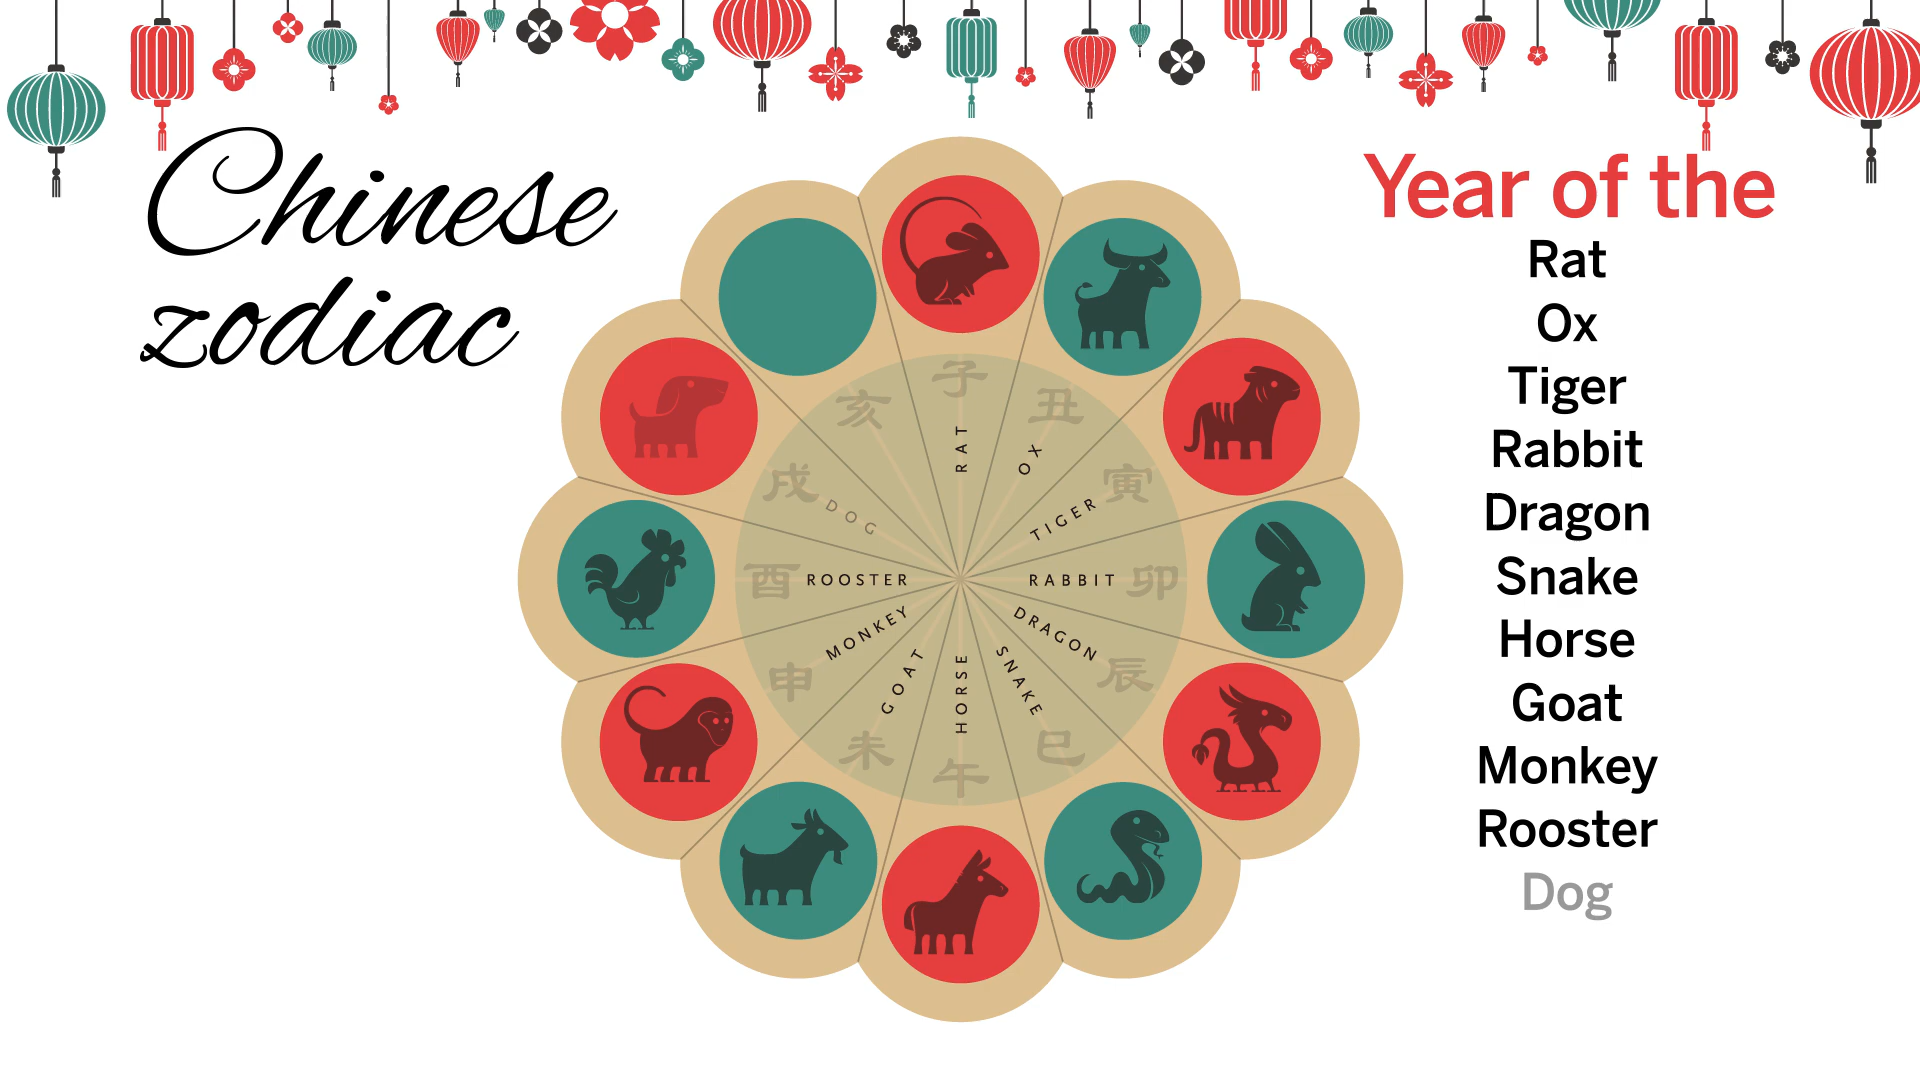 Chinese
zodiac
Year of the
Rat
Ox
Tiger
Rabbit
Dragon
Snake
Horse
Goat
Monkey
Rooster
Dog
子
RAT
丑
OX
寅
TIGER
卯
RABBIT
辰
DRAGON
巳
SNAKE
午
HORSE
未
GOAT
申
MONKEY
酉
ROOSTER
戌
DOG
亥